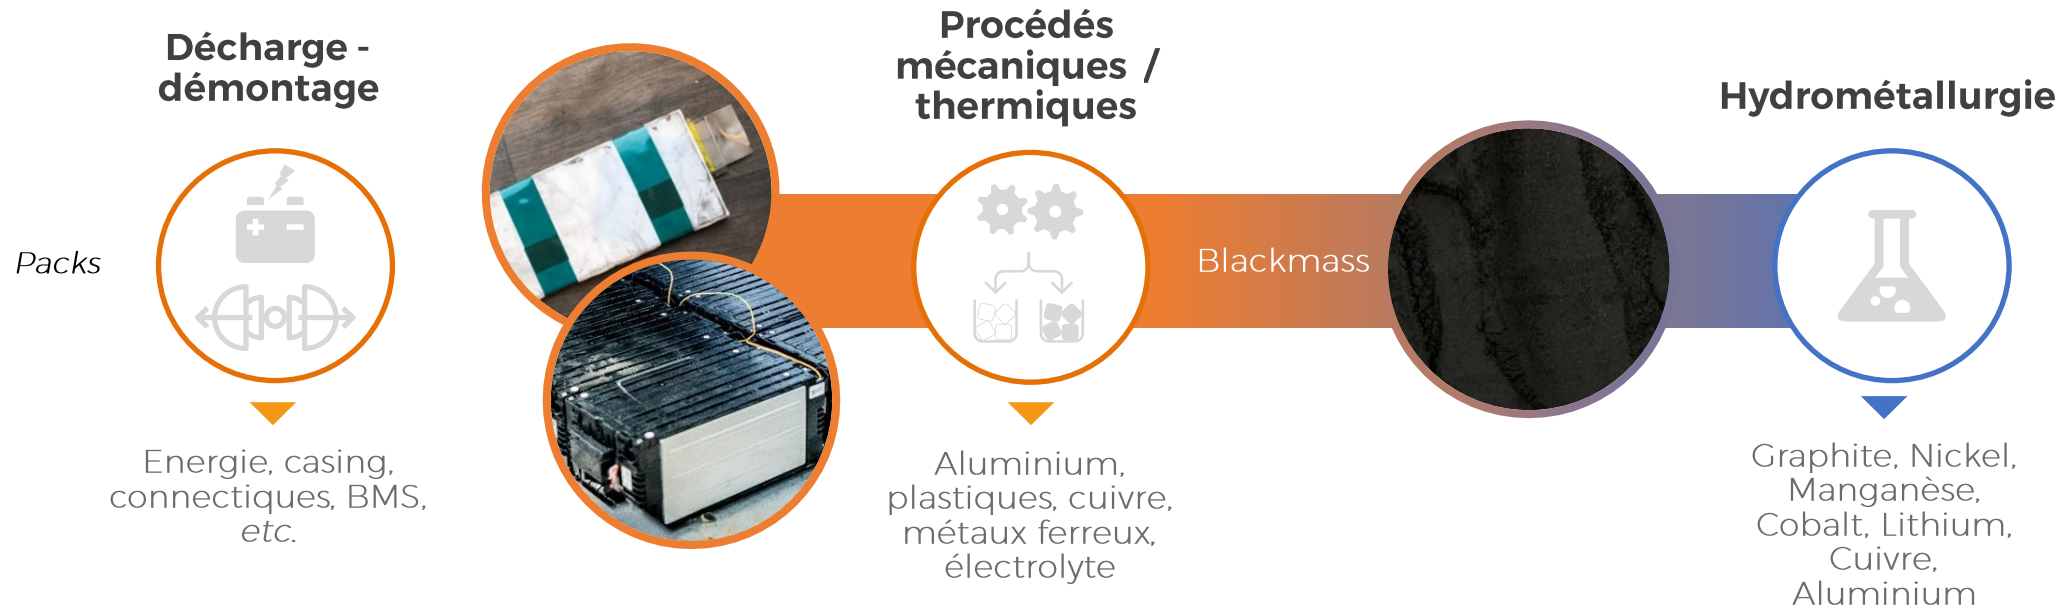 Packs
Décharge -
démontage
Energie, casing,
connectiques, BMS,
etc.
Procédés
mécaniques /
thermiques
Aluminium,
plastiques, cuivre,
métaux ferreux,
électrolyte
Blackmass
Hydrométallurgie
Graphite, Nickel,
Manganèse,
Cobalt, Lithium,
Cuivre,
Aluminium